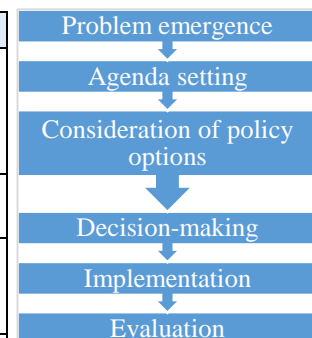 Problem emergence
Agenda setting
Consideration of policy
options
Decision-making
Implementation
Evaluation